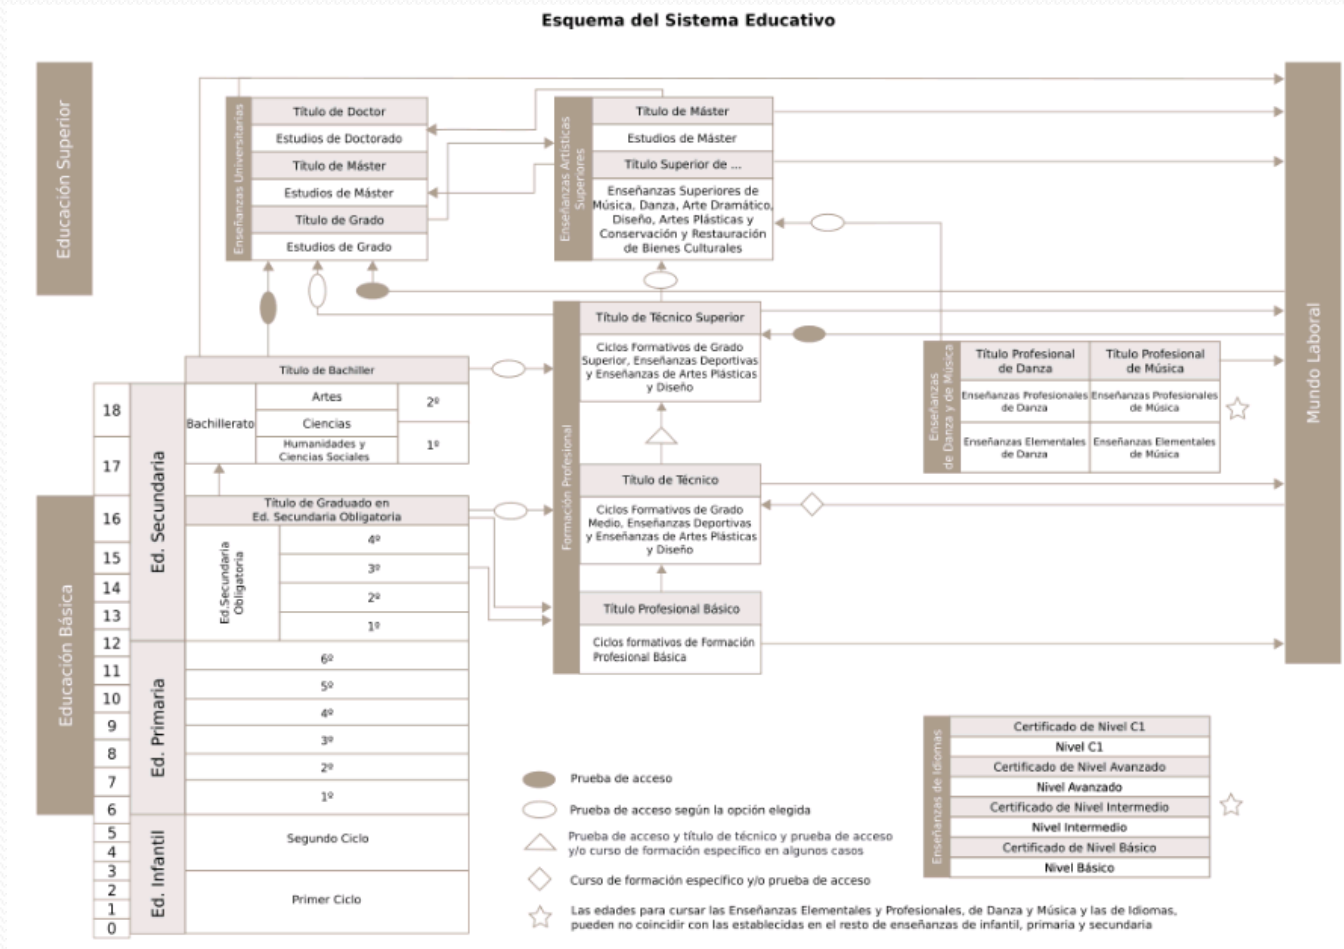 Esquema del Sistema Educativo
Educación Superior
Enseñanzas Universitarias
Título de Doctor
Estudios de Doctorado
Título de Máster
Estudios de Máster
Título de Grado
Estudios de Grado
Enseñanzas Artísticas
Superiores
Título de Máster
Estudios de Máster
Título Superior de ...
Enseñanzas Superiores de
Música, Danza, Arte Dramático,
Diseño, Artes Plásticas y
Conservación y Restauración
de Bienes Culturales
Mundo Laboral
Formación Profesional
Título de Técnico Superior
Ciclos Formativos de Grado
Superior, Enseñanzas Deportivas
y Enseñanzas de Artes Plásticas
y Diseño
Título de Técnico
Ciclos Formativos de Grado
Medio, Enseñanzas Deportivas
y Enseñanzas de Artes Plásticas
y Diseño
Título Profesional Básico
Ciclos formativos de Formación
Profesional Básica
Enseñanzas
de Danza y de Música
Título Profesional
de Danza
Título Profesional
de Música
Enseñanzas Profesionales
de Danza
Enseñanzas Profesionales
de Música
Enseñanzas Elementales
de Danza
Enseñanzas Elementales
de Música
Título de Bachiller
Bachillerato
Artes
Ciencias
Humanidades y
Ciencias Sociales
2º
1º
Título de Graduado en
Ed. Secundaria Obligatoria
Ed.Secundaria
Obligatoria
4º
3º
2º
1º
Educación Básica
18
17
16
15
14
13
12
11
10
9
8
7
6
5
4
3
2
1
0
Ed. Secundaria
Ed. Primaria
Ed. Infantil
6º
5º
4º
3º
2º
1º
Segundo Ciclo
Primer Ciclo
Prueba de acceso
Prueba de acceso según la opción elegida
Prueba de acceso y título de técnico y prueba de acceso
y/o curso de formación específico en algunos casos
Curso de formación específico y/o prueba de acceso
Las edades para cursar las Enseñanzas Elementales y Profesionales, de Danza y Música y las de Idiomas,
pueden no coincidir con las establecidas en el resto de enseñanzas de infantil, primaria y secundaria
Enseñanzas de Idiomas
Certificado de Nivel C1
Nivel C1
Certificado de Nivel Avanzado
Nivel Avanzado
Certificado de Nivel Intermedio
Nivel Intermedio
Certificado de Nivel Básico
Nivel Básico